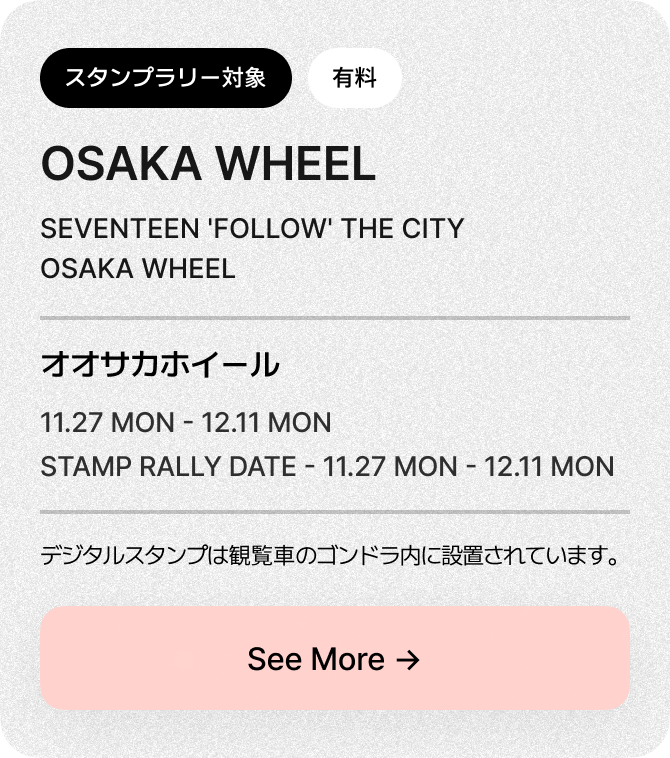 スタンプラリー対象
有料
OSAKA WHEEL
SEVENTEEN 'FOLLOW' THE CITY
OSAKA WHEEL
オオサカホイール
11.27 MON - 12.11 MON
STAMP RALLY DATE - 11.27 MON - 12.11 MON
デジタルスタンプは観覧車のゴンドラ内に設置されています。
See More →